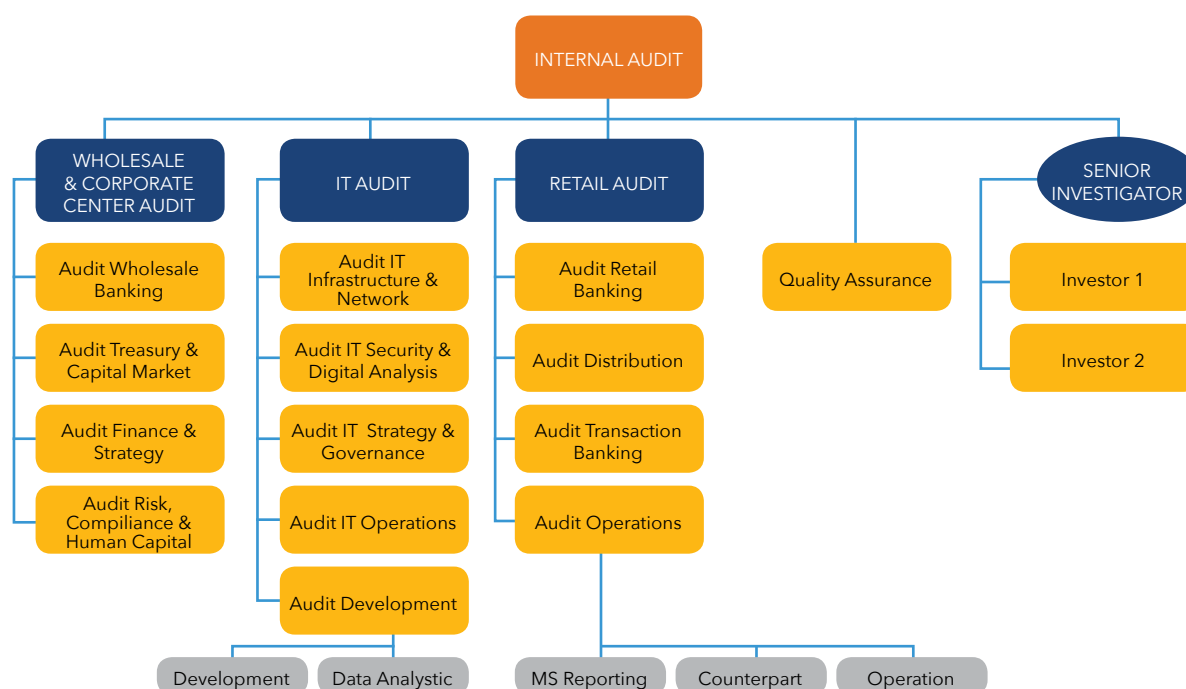 INTERNAL AUDIT
WHOLESALE
& CORPORATE
CENTER AUDIT
IT AUDIT
RETAIL AUDIT
SENIOR
INVESTIGATOR
Audit Wholesale
Banking
Audit Treasury &
Capital Market
Audit Finance &
Strategy
Audit Risk,
Compiliance &
Human Capital
Audit IT
Infrastructure &
Network
Audit IT Security &
Digital Analysis
Audit IT Strategy &
Governance
Audit IT Operations
Audit Development
Development
Data Analystic
Audit Retail
Banking
Audit Distribution
Audit Transaction
Banking
Audit Operations
MS Reporting
Counterpart
Operation
Quality Assurance
Investor 1
Investor 2